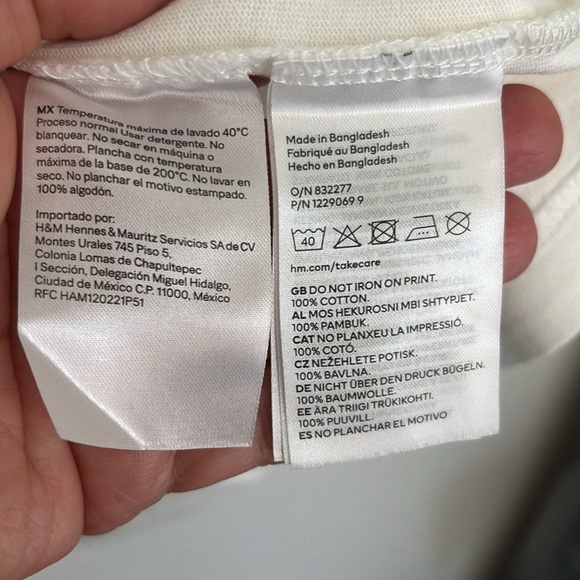 MX Temperatura máxima de lavado 40°C
Proceso normal Usar detergente. No
blanquear. No secar en máquina o
secadora. Plancha con temperatura
máxima de la base de 200°C. No lavar en
seco. No planchar el motivo estampado.
100% algodón.
Importado por:
H&M Hennes & Mauritz Servicios SA de CV
Montes Urales 745 Piso 5,
Colonia Lomas de Chapultepec
I Sección, Delegación Miguel Hidalgo,
Ciudad de México C.P. 11000, México
RFC HAM120221P51
Made in Bangladesh
Fabriqué au Bangladesh
Hecho en Bangladesh
O/N 832277
P/N 1229069 9
40
hm.com/takecare
GB DO NOT IRON ON PRINT.
100% COTTON.
AL MOS HEKUROSNI MBI SHTYPJET.
100% PAMBUK.
CAT NO PLANXEU LA IMPRESSIÓ.
100% COTÓ.
CZ NEŽEHLETE POTISK.
100% BAVLNA.
DE NICHT ÜBER DEN DRUCK BÜGELN.
100% BAUMWOLLE.
EE ÄRA TRIIGI TRÜKIKOHTI.
100% PUUVILL.
ES NO PLANCHAR EL MOTIVO